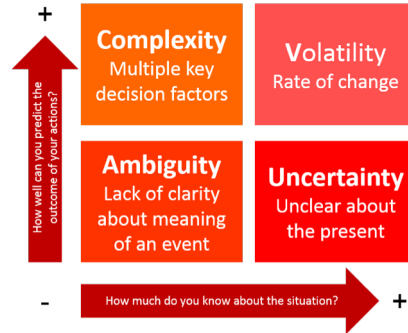 +
How well can you predict the
outcome of your actions?
Complexity
Multiple key
decision factors
Volatility
Rate of change
Ambiguity
Lack of clarity
about meaning
of an event
Uncertainty
Unclear about
the present
-
How much do you know about the situation?
+